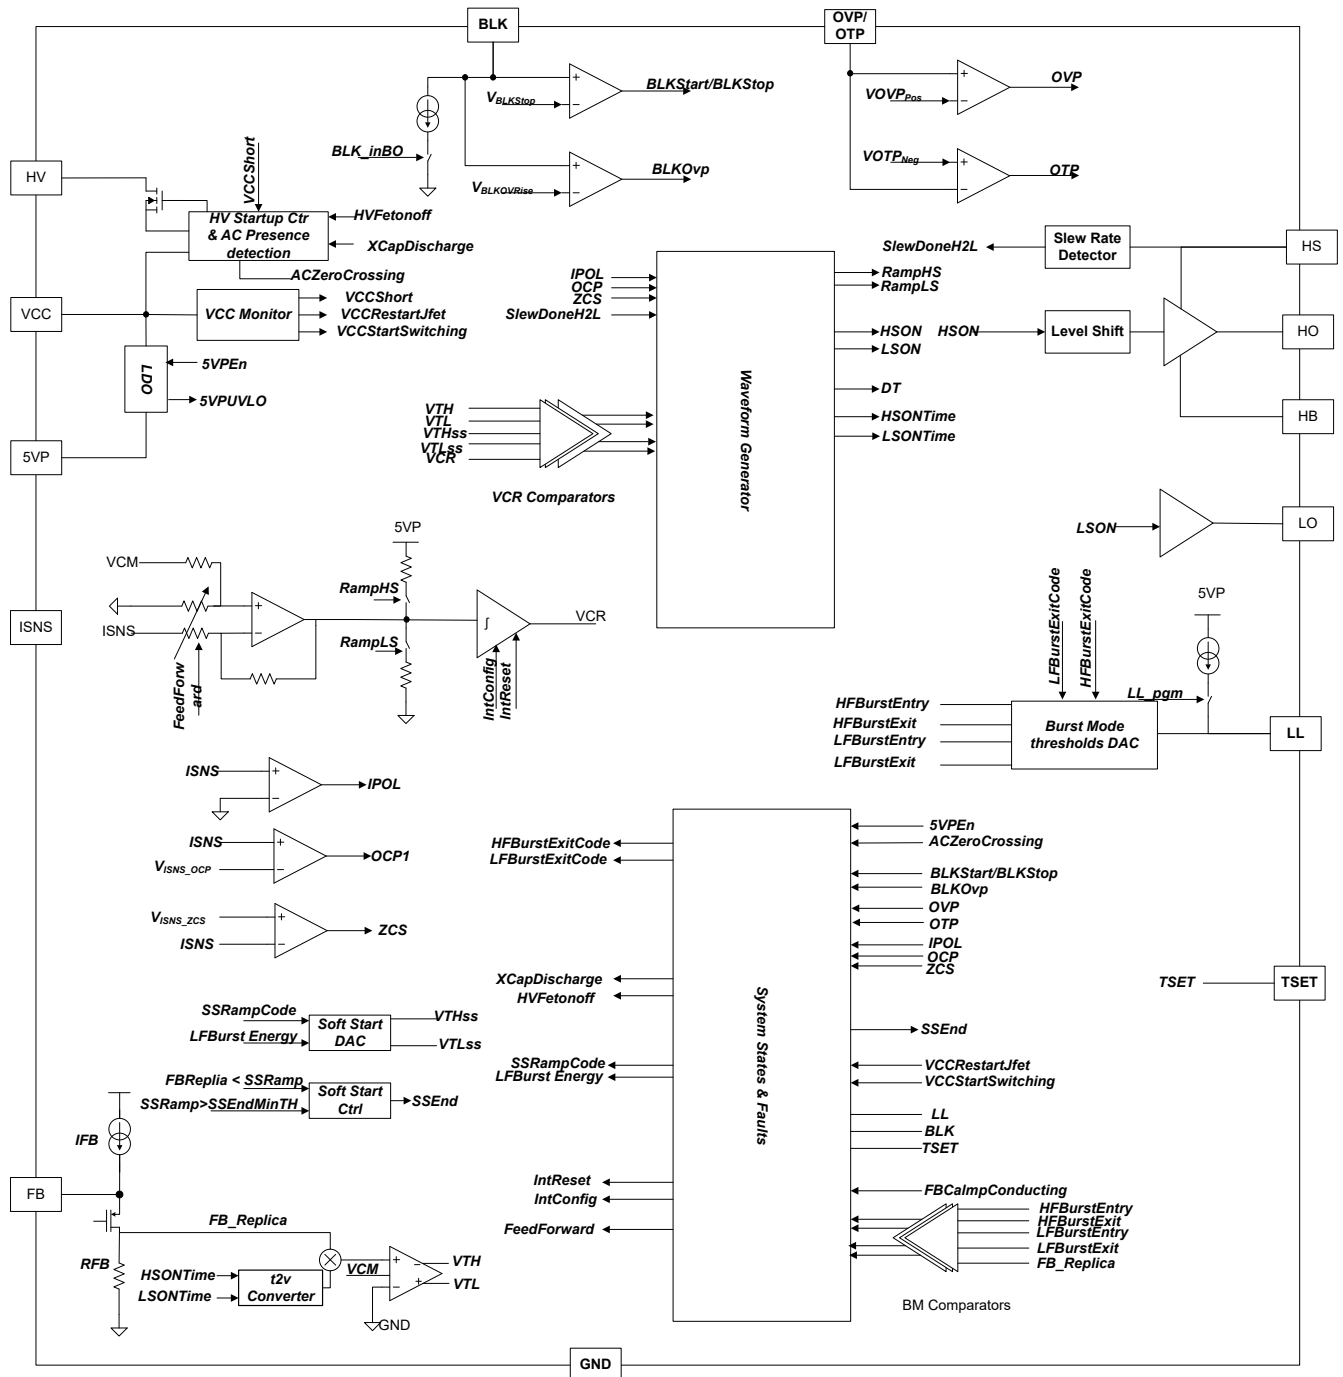 BLK
OVP/
OTP
BLKStart/BLKStop
VBLKStop
BLK_inBO
BLKOvp
VBLKOVRise
OVP
VOVPPos
VOTPNeg
OTP
HV
VCCShort
HV Startup Ctr
& AC Presence
detection
HVFetonoff
XCapDischarge
ACZeroCrossing
VCC
VCC Monitor
VCCShort
VCCRestartJfet
VCCStartSwitching
LDO
5VPEn
5VPUVLO
5VP
IPOL
OCP
ZCS
SlewDoneH2L
VTH
VTL
VTHss
VTLss
VCR
VCR Comparators
Waveform Generator
RampHS
RampLS
HSON
LSON
DT
HSONTime
LSONTime
SlewDoneH2L
Slew Rate
Detector
HS
HSON
Level Shift
HO
HB
LSON
LO
VCM
ISNS
ISNS
FeedForw
ard
5VP
RampHS
RampLS
∫
VCR
IntConfig
IntReset
LFBurstExitCode
HFBurstExitCode
5VP
LL_pgm
HFBurstEntry
HFBurstExit
LFBurstEntry
LFBurstExit
Burst Mode
thresholds DAC
LL
ISNS
IPOL
ISNS
VISNS_OCP
OCP1
VISNS_ZCS
ISNS
ZCS
SSRampCode
LFBurst Energy
Soft Start
DAC
VTHss
VTLss
FBReplia < SSRamp
SSRamp>SSEndMinTH
Soft Start
Ctrl
SSEnd
IFB
FB
FB_Replica
RFB
HSONTime
LSONTime
t2v
Converter
VCM
GND
VTH
VTL
HFBurstExitCode
LFBurstExitCode
XCapDischarge
HVFetonoff
SSRampCode
LFBurst Energy
IntReset
IntConfig
FeedForward
System States & Faults
5VPEn
ACZeroCrossing
BLKStart/BLKStop
BLKOvp
OVP
OTP
IPOL
OCP
ZCS
SSEnd
VCCRestartJfet
VCCStartSwitching
LL
BLK
TSET
FBCalmpConducting
HFBurstEntry
HFBurstExit
LFBurstEntry
LFBurstExit
FB_Replica
BM Comparators
TSET
TSET
GND